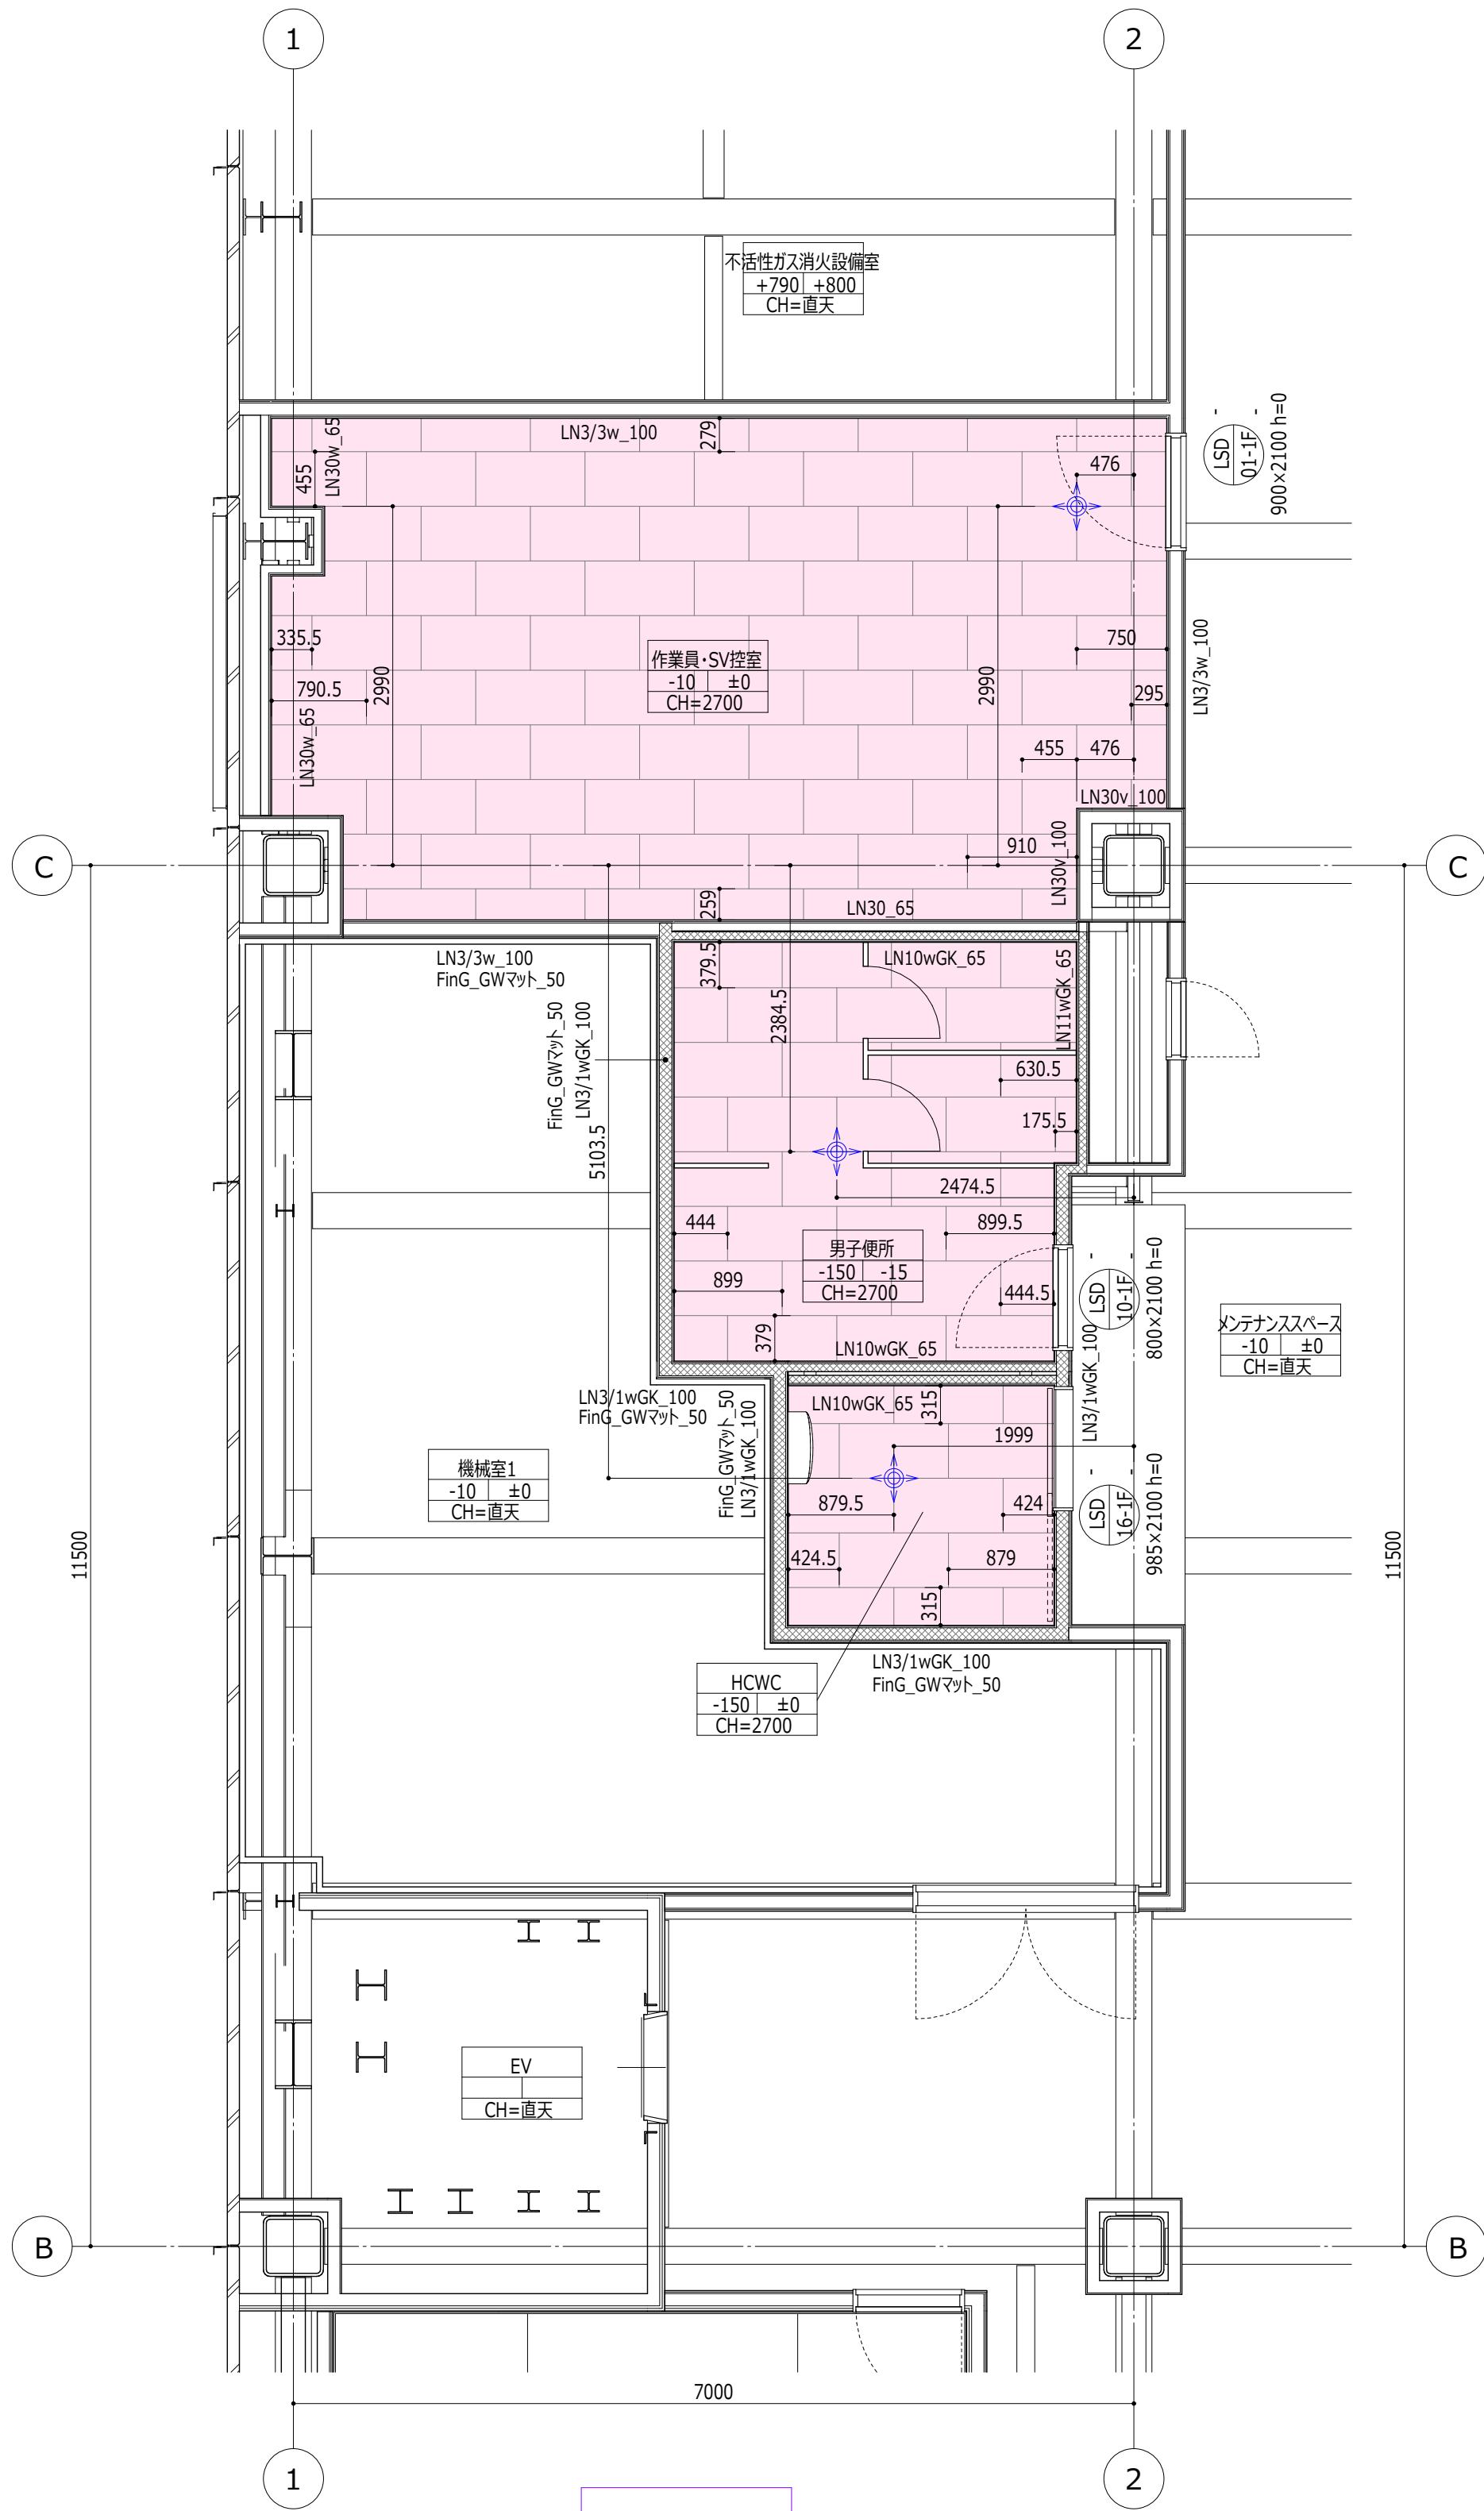 1
2
不活性ガス消火設備室
+790 +800
CH=直天
LN30w_65
LN3/3w_100
279
455
476
LSD
01-1F
-
-
900×2100 h=0
335.5
790.5
LN30w_65
2990
作業員・SV控室
-10 ±0
CH=2700
2990
750
295
LN3/3w_100
455
476
LN30v_100
910
LN30v_100
C
C
259
LN30_65
LN3/3w_100
FinG_GWマット_50
379.5
LN10wGK_65
LN11wGK_65
2384.5
FinG_GWマット_50
LN3/1wGK_100
630.5
175.5
5103.5
2474.5
444
899.5
男子便所
-150 -15
CH=2700
899
444.5
379
LN10wGK_65
LSD
10-1F
-
-
800×2100 h=0
メンテナンススペース
-10 ±0
CH=直天
LN3/1wGK_100
LN3/1wGK_100
FinG_GWマット_50
FinG_GWマット_50
LN3/1wGK_100
LN10wGK_65
315
1999
機械室1
-10 ±0
CH=直天
879.5
424
LSD
16-1F
-
-
985×2100 h=0
424.5
879
315
11500
11500
HCWC
-150 ±0
CH=2700
LN3/1wGK_100
FinG_GWマット_50
EV
CH=直天
B
B
7000
1
2